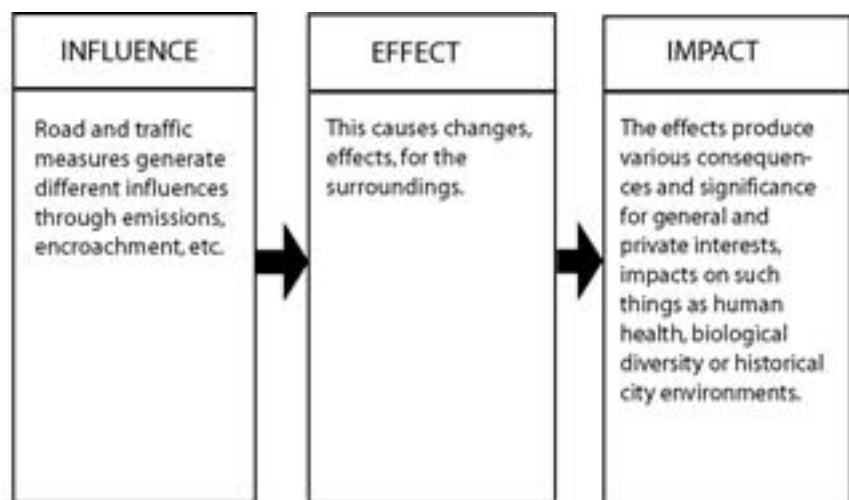 INFLUENCE
Road and traffic
measures generate
different influences
through emissions,
encroachment, etc.
EFFECT
This causes changes,
effects, for the
surroundings.
IMPACT
The effects produce
various consequen-
ces and significance
for general and
private interests,
impacts on such
things as human
health, biological
diversity or historical
city environments.